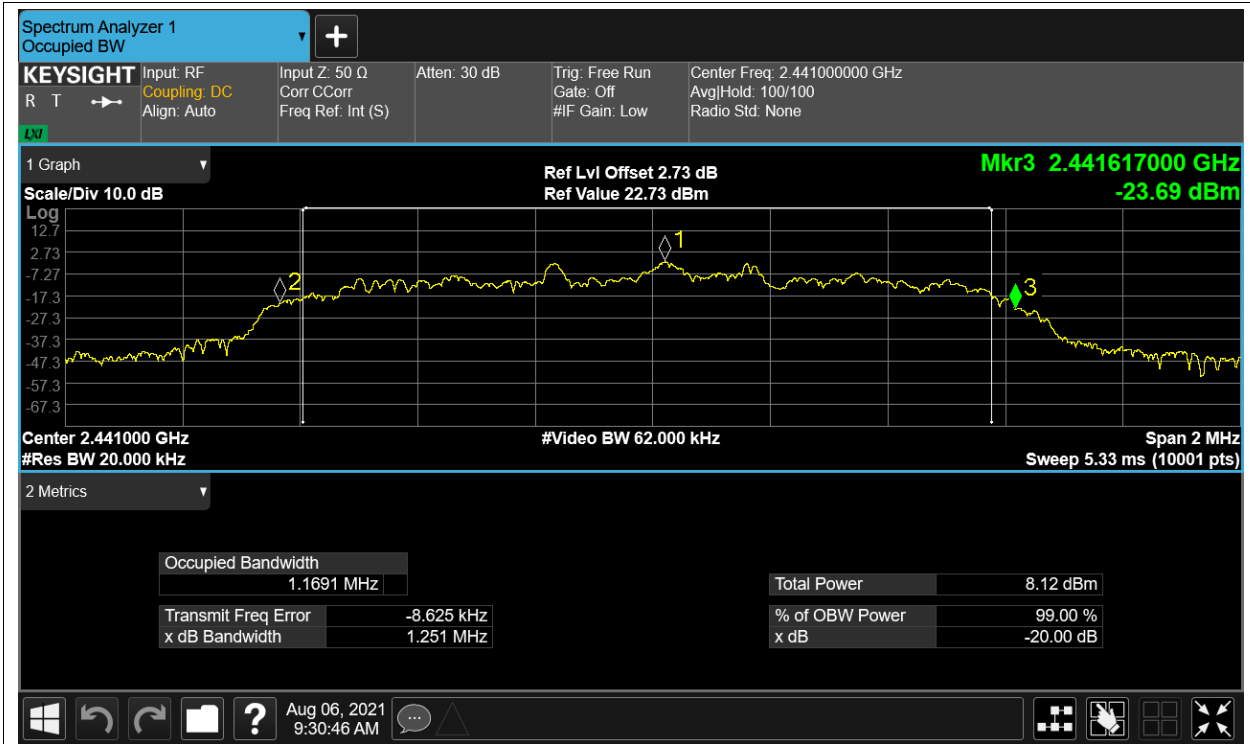 Spectrum Analyzer 1
Occupied BW
KEYSIGHT
R T
LXI
Input: RF
Coupling: DC
Align: Auto
Input Z: 50 Ω
Corr CCorr
Freq Ref: Int (S)
Atten: 30 dB
Trig: Free Run
Gate: Off
#IF Gain: Low
Center Freq: 2.441000000 GHz
Avg|Hold: 100/100
Radio Std: None
1 Graph
Scale/Div 10.0 dB
Ref Lvl Offset 2.73 dB
Ref Value 22.73 dBm
Mkr3 2.441617000 GHz
-23.69 dBm
Log
12.7
2.73
-7.27
-17.3
-27.3
-37.3
-47.3
-57.3
-67.3
1
2
3
Center 2.441000 GHz
#Res BW 20.000 kHz
#Video BW 62.000 kHz
Span 2 MHz
Sweep 5.33 ms (10001 pts)
2 Metrics
Occupied Bandwidth
1.1691 MHz
Transmit Freq Error -8.625 kHz
x dB Bandwidth 1.251 MHz
Total Power 8.12 dBm
% of OBW Power 99.00 %
x dB -20.00 dB
?
Aug 06, 2021
9:30:46 AM